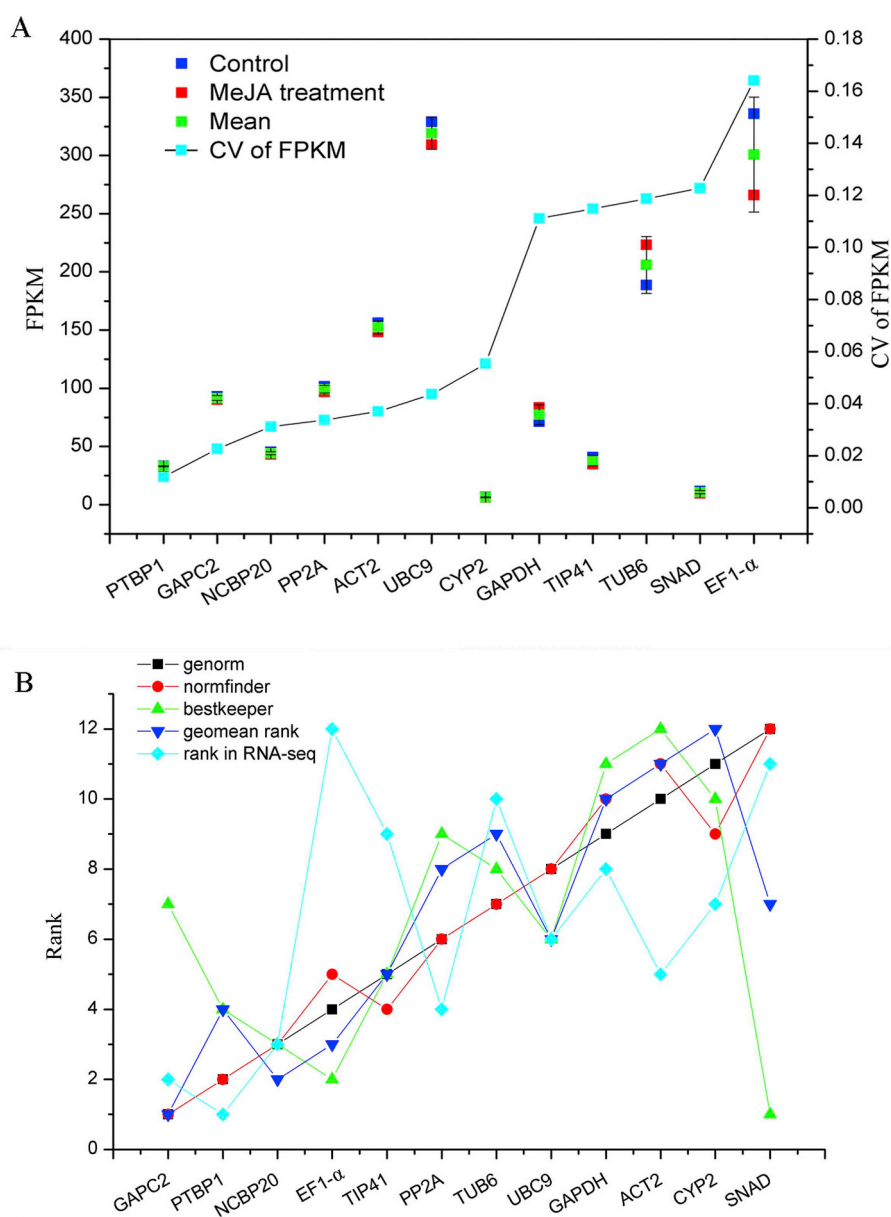 A
400
350
300
250
200
150
100
50
0
FPKM
0.18
0.16
0.14
0.12
0.10
0.08
0.06
0.04
0.02
0.00
CV of FPKM
Control
MeJA treatment
Mean
CV of FPKM
PTBP1
GAPC2
NCBP20
PP2A
ACT2
UBC9
CYP2
GAPDH
TIP41
TUB6
SNAD
EF1-α
B
genorm
normfinder
bestkeeper
geomean rank
rank in RNA-seq
12
10
8
6
4
2
0
Rank
GAPC2
PTBP1
NCBP20
EF1-α
TIP41
PP2A
TUB6
UBC9
GAPDH
ACT2
CYP2
SNAD